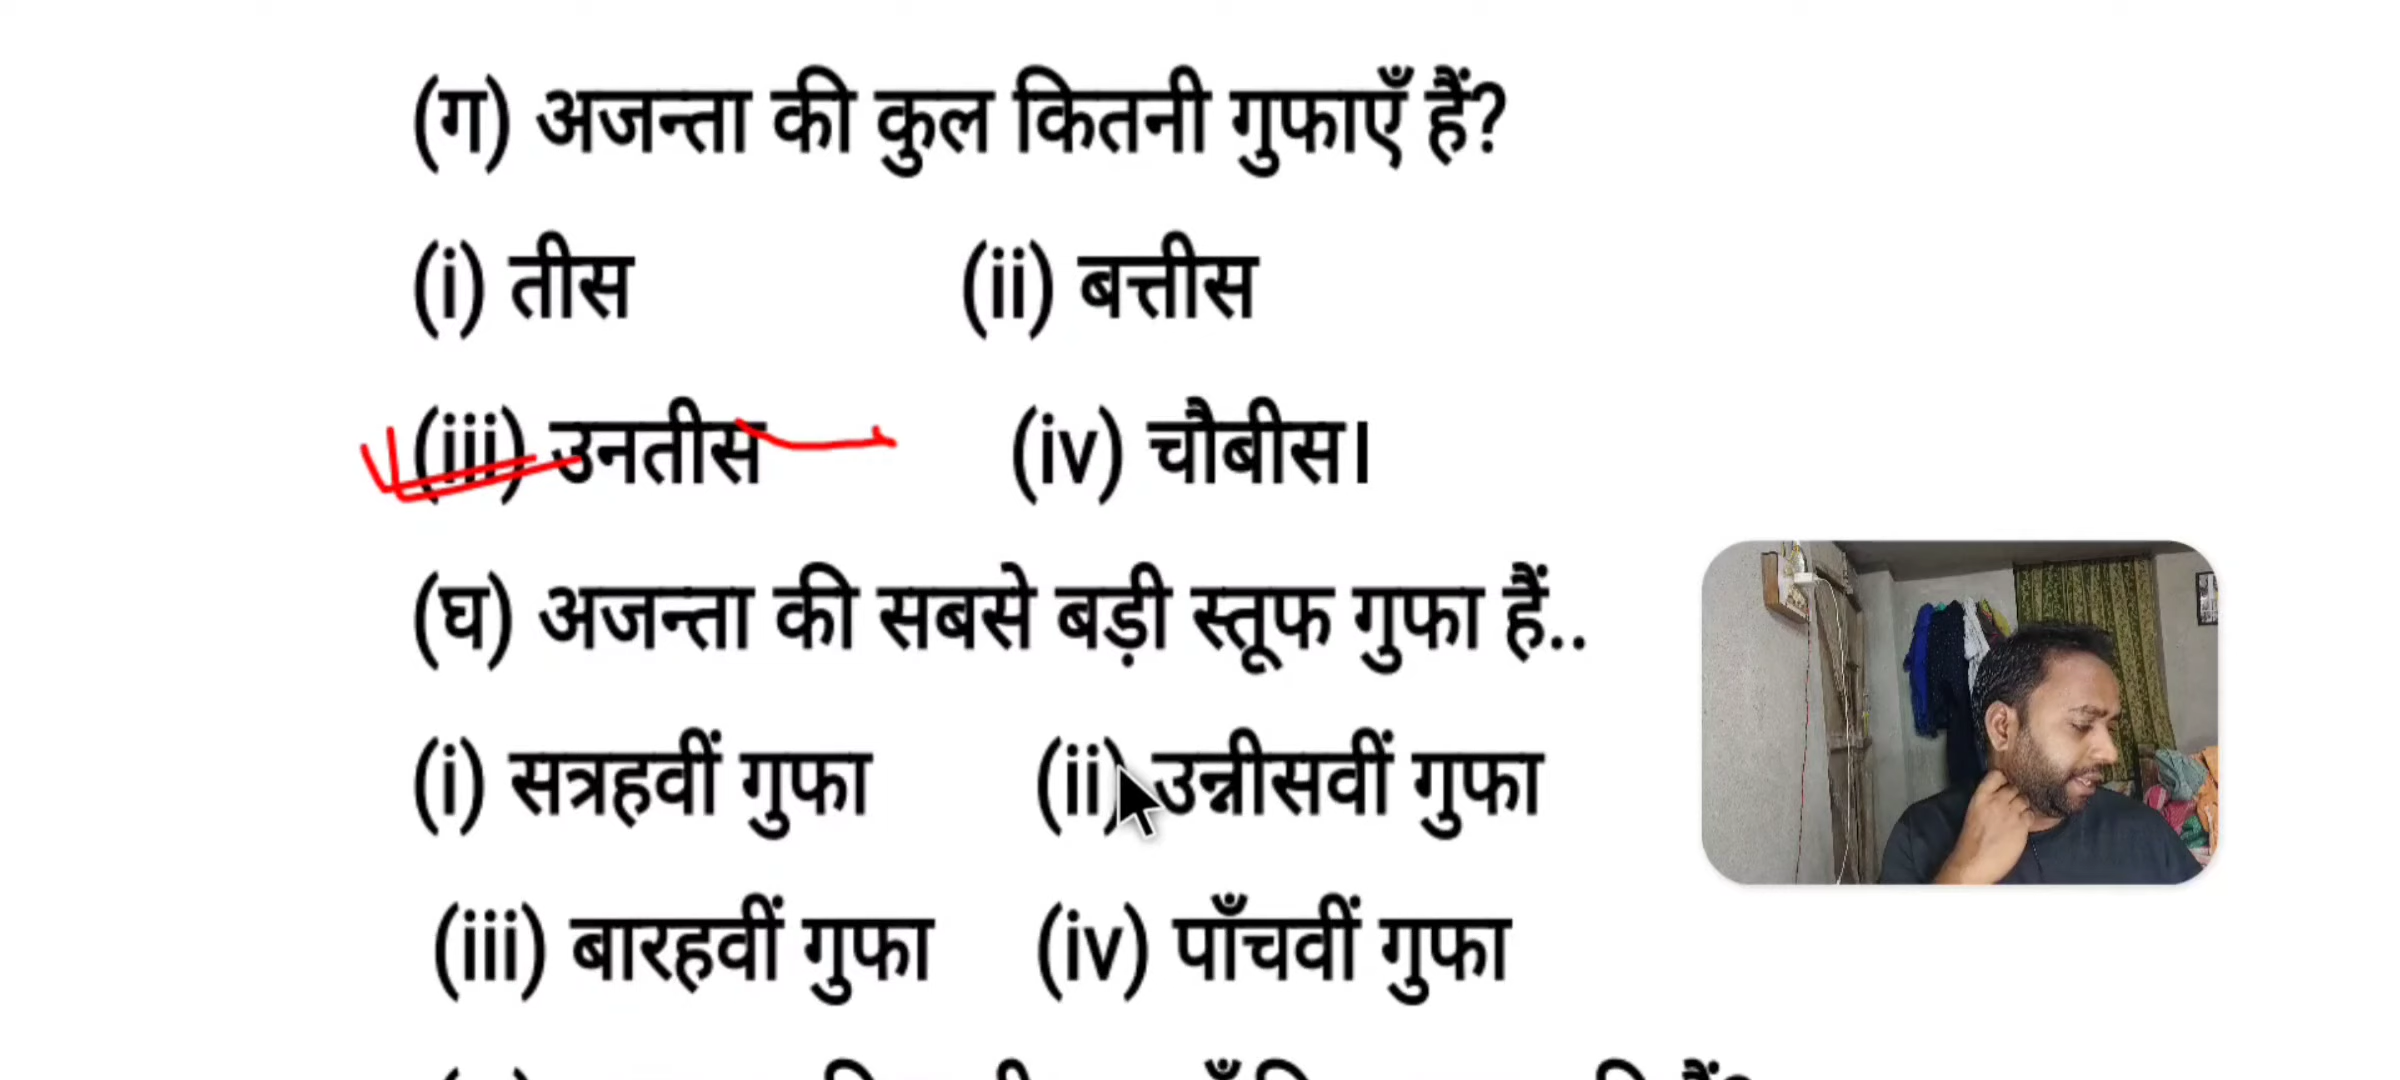 (ग) अजन्ता की कुल कितनी गुफाएँ हैं?
(i) तीस (ii) बत्तीस
(iii) उनतीस (iv) चौबीस।
(घ) अजन्ता की सबसे बड़ी स्तूफ गुफा हैं..
(i) सत्रहवीं गुफा (ii) उन्नीसवीं गुफा
(iii) बारहवीं गुफा (iv) पाँचवीं गुफा